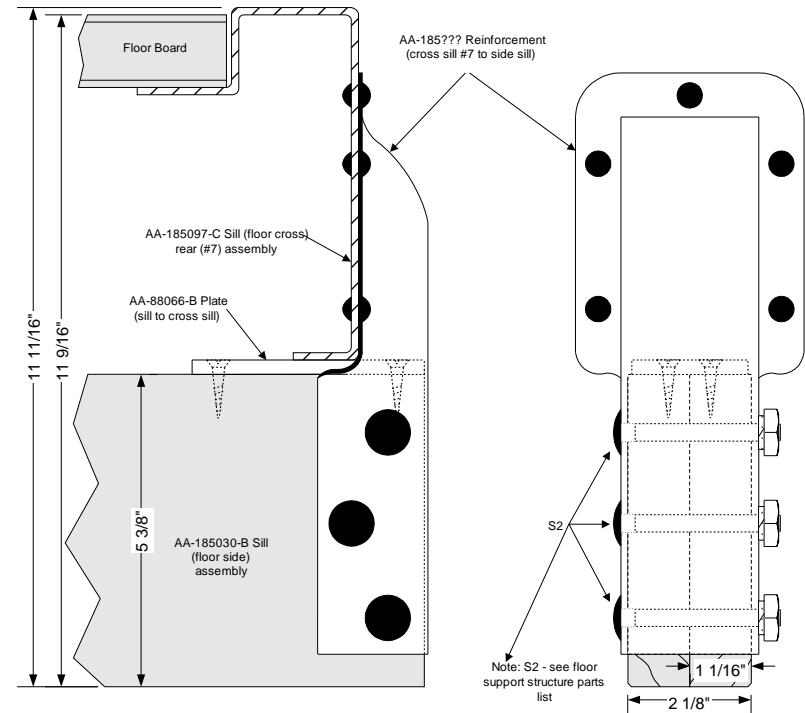 Floor Board
AA-185??? Reinforcement
(cross sill #7 to side sill)
AA-185097-C Sill (floor cross)
rear (#7) assembly
AA-88066-B Plate
(sill to cross sill)
11 11/16"
11 9/16"
5 3/8"
AA-185030-B Sill
(floor side)
assembly
S2
Note: S2 - see floor
support structure parts
list
1 1/16"
2 1/8"